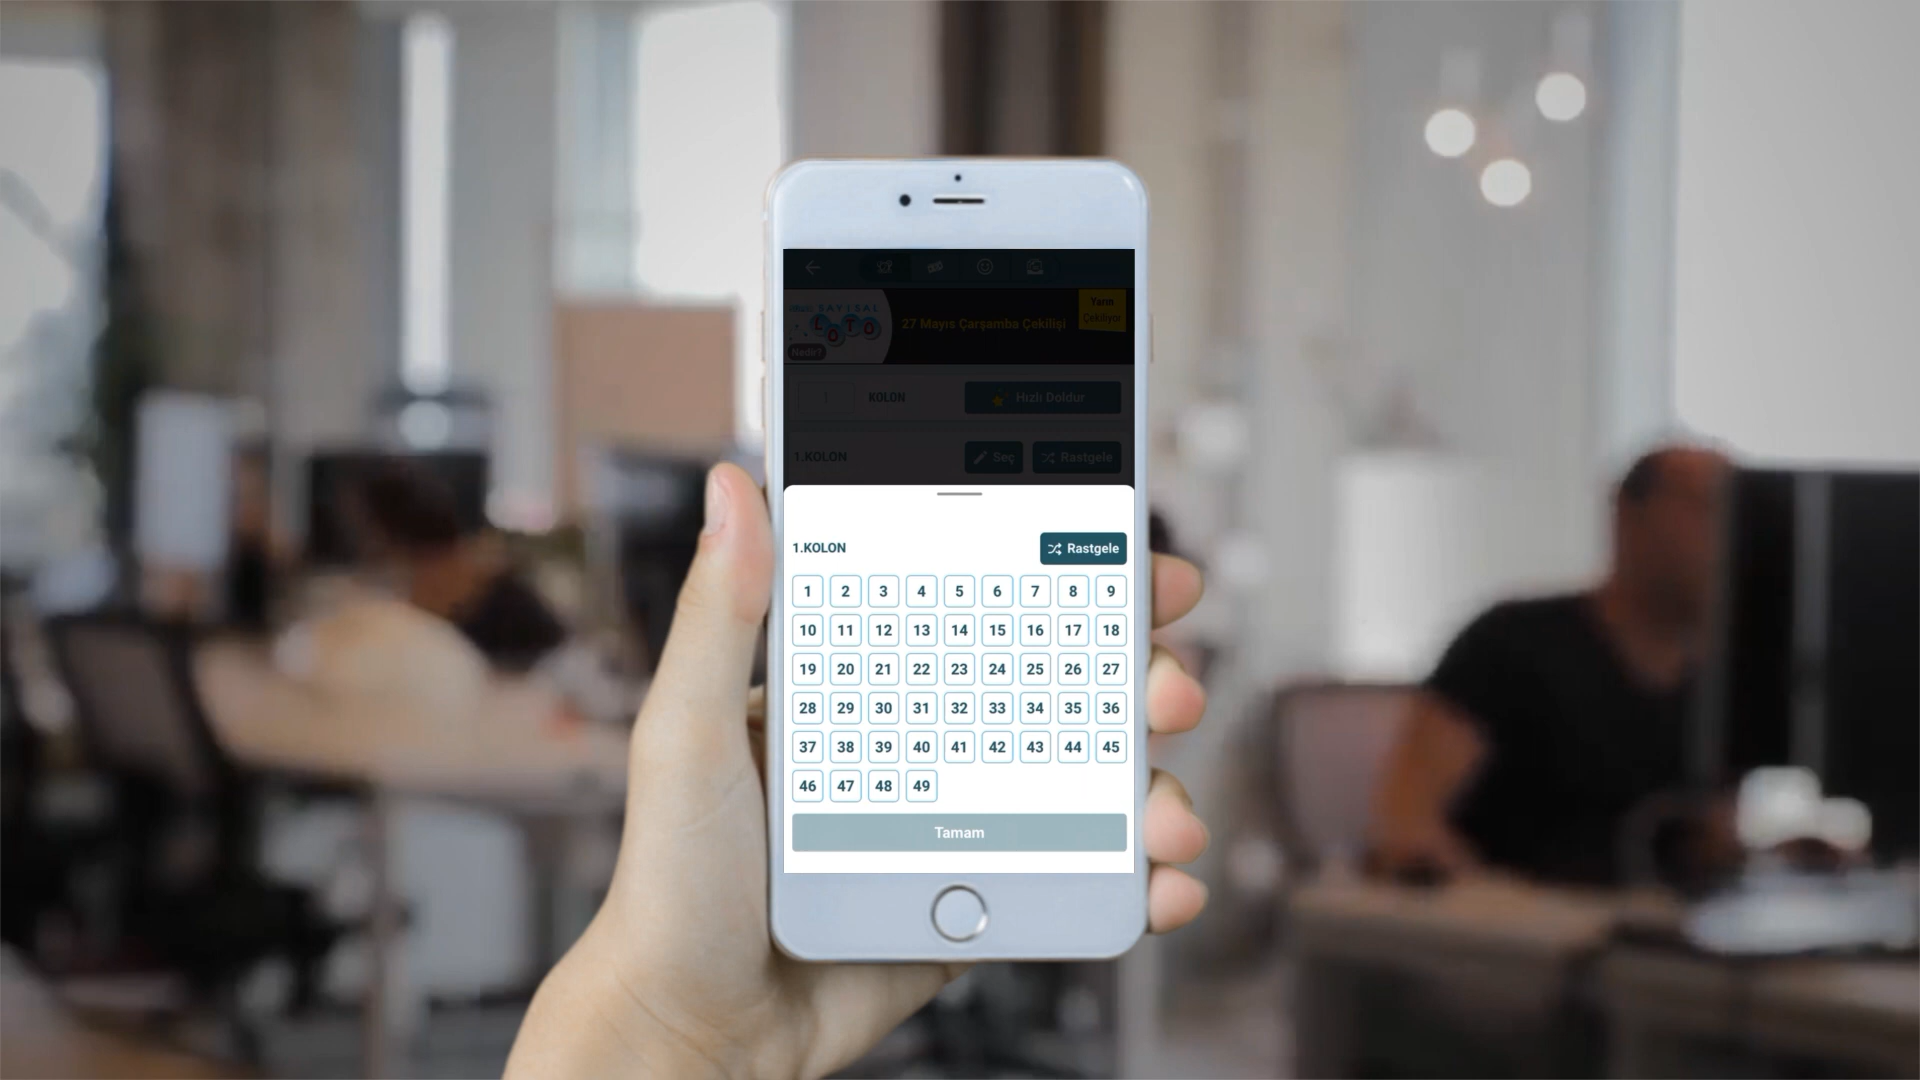 SAYISAL
LOTO
Nedir?
27 Mayıs Çarşamba Çekilişi
Yarın
Çekiliyor
1 KOLON Hızlı Doldur
1.KOLON Seç Rastgele
1.KOLON Rastgele
1 2 3 4 5 6 7 8 9
10 11 12 13 14 15 16 17 18
19 20 21 22 23 24 25 26 27
28 29 30 31 32 33 34 35 36
37 38 39 40 41 42 43 44 45
46 47 48 49
Tamam